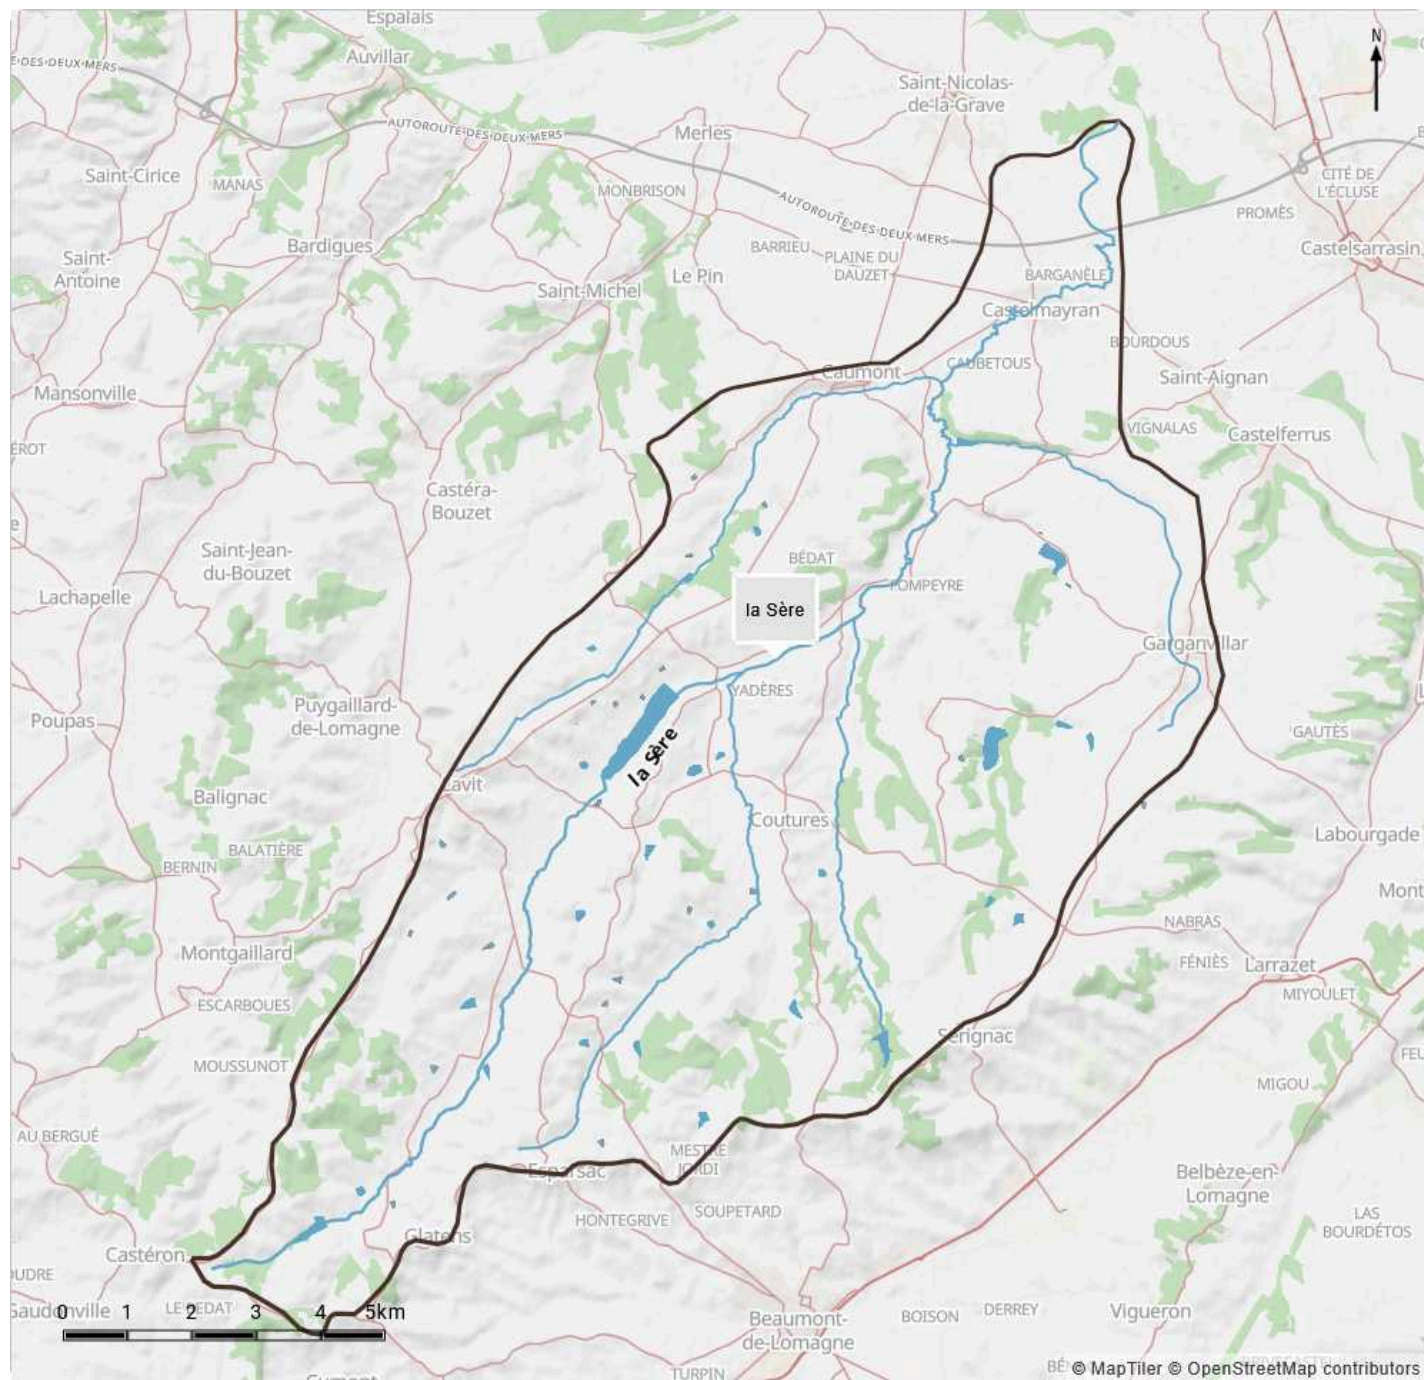 Espalais
Auvillar
E DES DEUX MERS
Saint-Nicolas-
de-la-Grave
N
AUTOROUTE DES DEUX MERS
Merles
Saint-Cirice
MANAS
MONBRISON
CITÉ DE
L'ÉCLUSE
AUTOROUTE DES DEUX MERS
PROMÈS
Bardigues
BARRIEU
PLAINE DU
DAUZET
Castelsarrasin
Saint-
Antoine
Saint-Michel
Le Pin
BARGANÈLE
Castelmayran
BOURDOUS
Caumont
CAUBETOUS
Saint-Aignan
Mansonville
ÉROT
VIGNALAS
Castelferrus
Castéra-
Bouzet
Saint-Jean-
du-Bouzet
BÉDAT
Lachapelle
POMPEYRE
la Sère
Garganvillar
YADÈRES
Poupas
Puygaillard-
de-Lomagne
GAUTÈS
la Sère
Lavit
Balignac
Coutures
Labourgade
BALATIÈRE
BERNIN
Mont
NABRAS
Montgaillard
FÉNIÈS
Larrazet
MIYOULET
ESCARBOUES
Sérignac
MOUSSUNOT
FEU
MIGOU
AU BERGUÉ
MESTRE
JORDI
Esparsac
Belbèze-en-
Lomagne
SOUPETARD
HONTEGRIVE
LAS
BOURDÉTOS
Glatens
Castéron
OUDRE
Gaudonville
LE SEDAT
0 1 2 3 4 5km
Beaumont-
de-Lomagne
BOISON
DERREY
Vigueron
TURPIN
© MapTiler © OpenStreetMap contributors